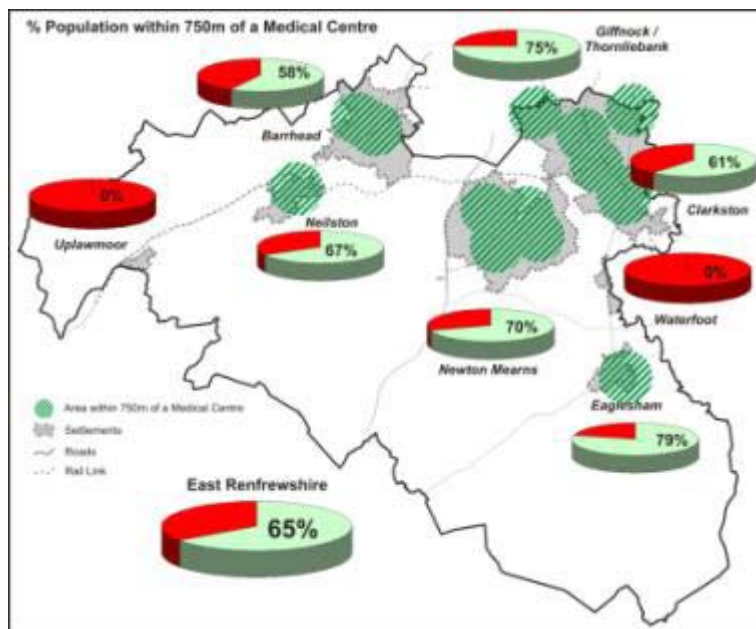 % Population within 750m of a Medical Centre
Giffnock /
Thornliebank
75%
58%
Barrhead
61%
Clarkston
0%
Uplawmoor
Neilston
67%
0%
Waterfoot
70%
Newton Mearns
Eaglesham
79%
Area within 750m of a Medical Centre
Settlements
Roads
Rail Link
East Renfrewshire
65%